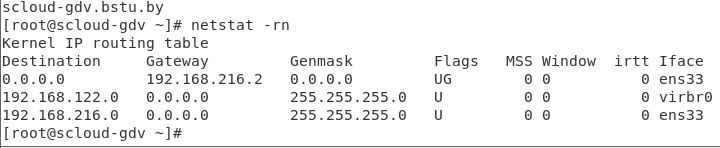 scloud-gdv.bstu.by
[root@scloud-gdv ~]# netstat -rn
Kernel IP routing table
Destination     Gateway         Genmask         Flags   MSS Window  irtt Iface
0.0.0.0         192.168.216.2   0.0.0.0         UG        0 0          0 ens33
192.168.122.0   0.0.0.0         255.255.255.0   U         0 0          0 virbr0
192.168.216.0   0.0.0.0         255.255.255.0   U         0 0          0 ens33
[root@scloud-gdv ~]#